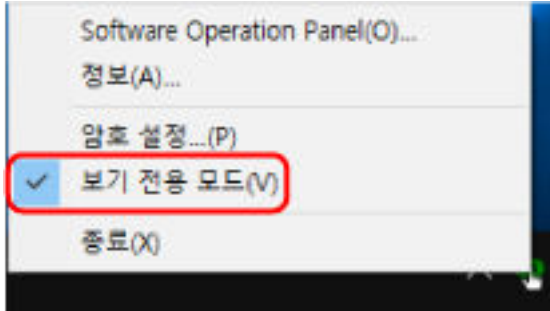 Software Operation Panel(O)...
정보(A)...
암호 설정...(P)
보기 전용 모드(V)
종료(X)